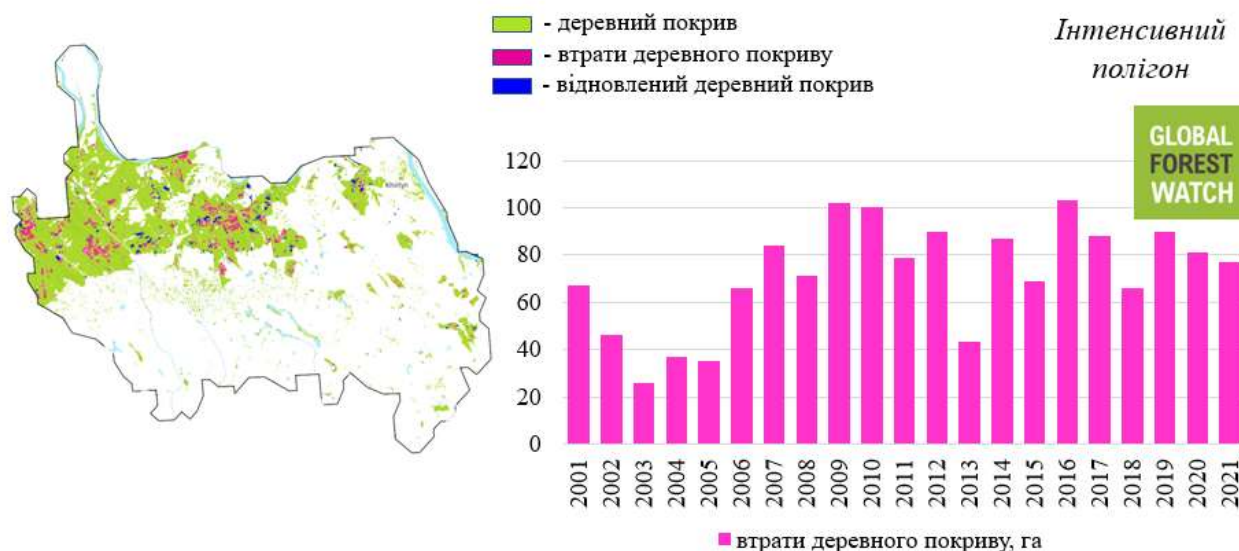 - деревний покрив
- втрати деревного покриву
- відновлений деревний покрив
Інтенсивний
полігон
GLOBAL
FOREST
WATCH
Khotyn
120
100
80
60
40
20
0
2001
2002
2003
2004
2005
2006
2007
2008
2009
2010
2011
2012
2013
2014
2015
2016
2017
2018
2019
2020
2021
втрати деревного покриву, га